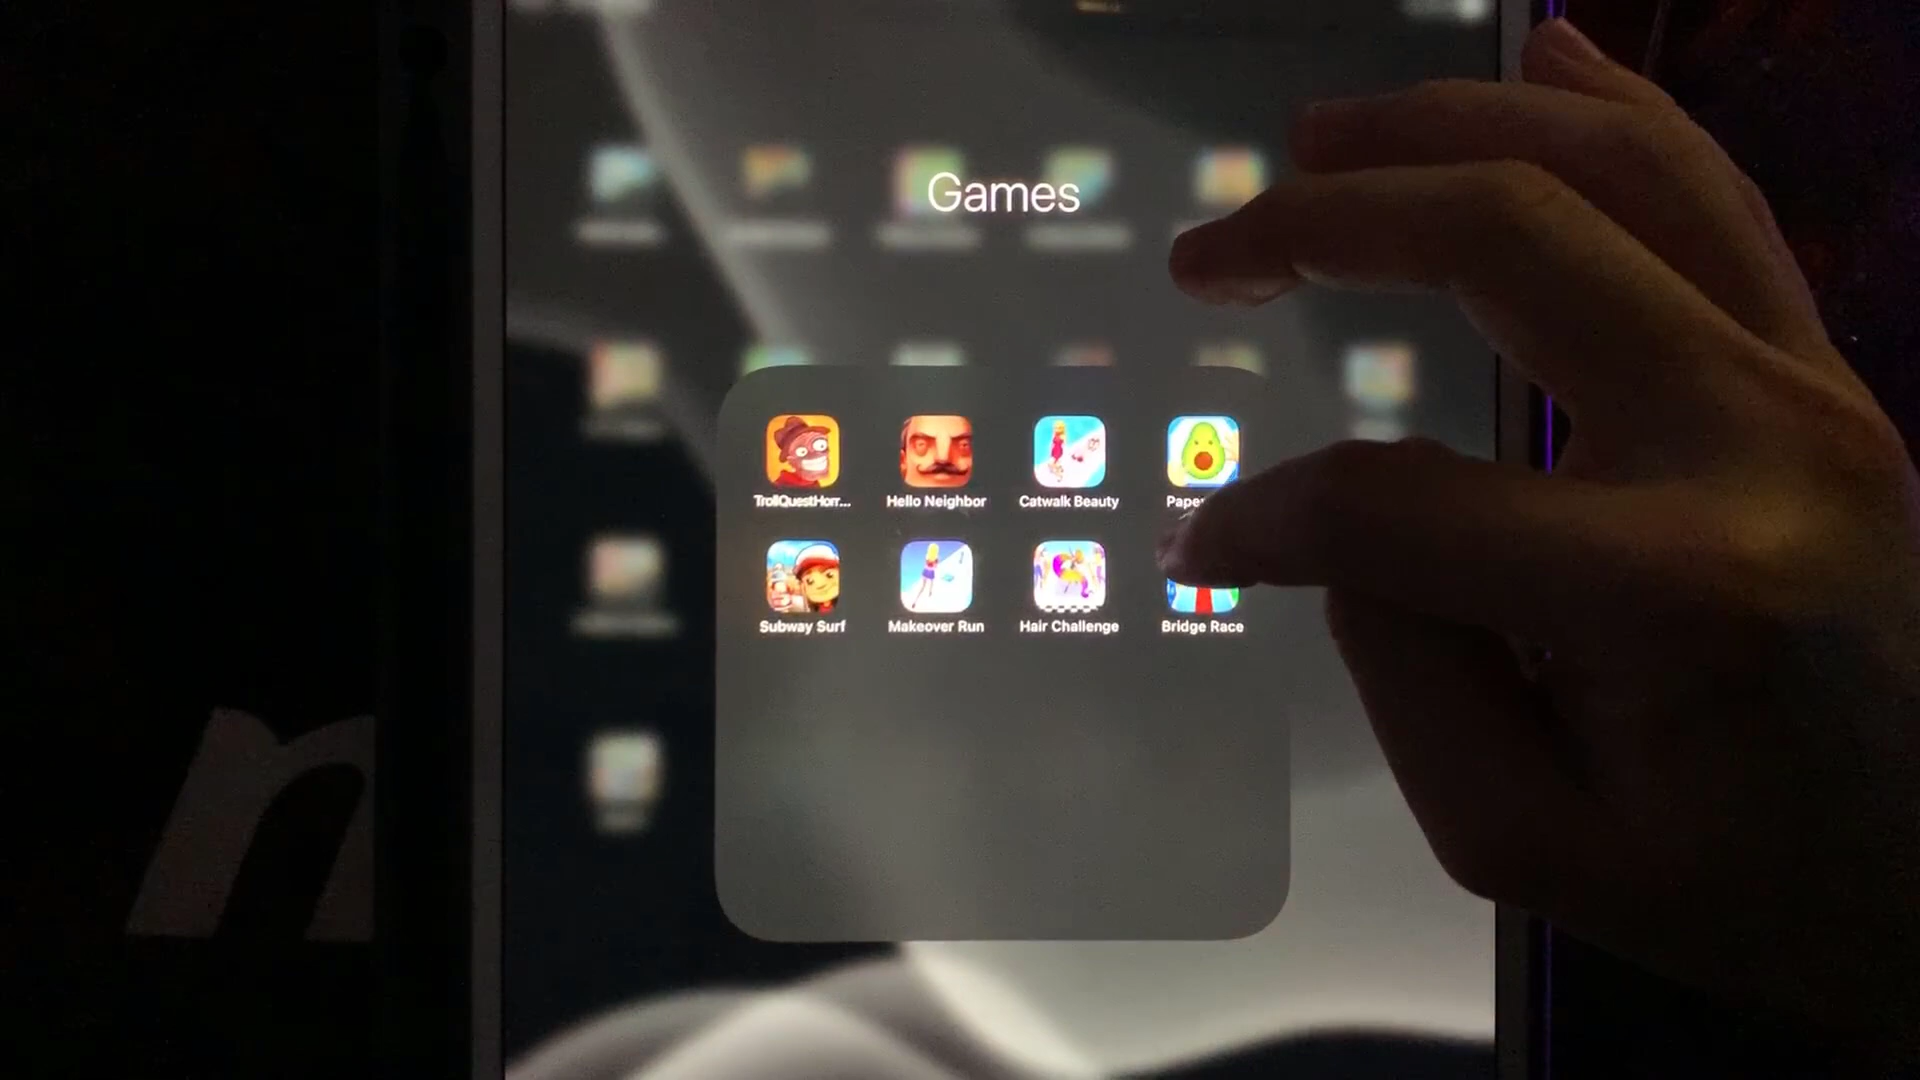 Games
TrollQuestHorr...
Hello Neighbor
Catwalk Beauty
Subway Surf
Makeover Run
Hair Challenge
Bridge Race
n